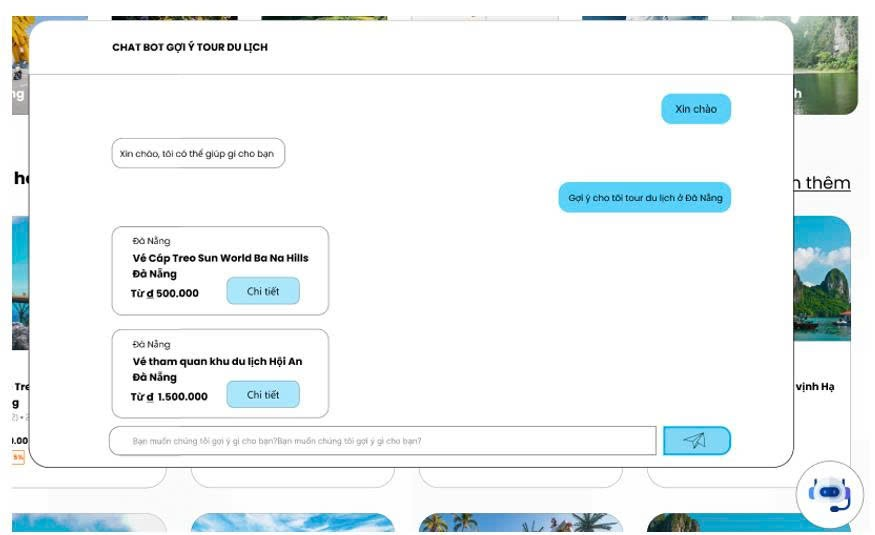 CHAT BOT GỢI Ý TOUR DU LỊCH
Xin chào
Xin chào, tôi có thể giúp gì cho bạn
Gợi ý cho tôi tour du lịch ở Đà Nẵng
Đà Nẵng
Vé Cáp Treo Sun World Ba Na Hills
Đà Nẵng
Từ đ 500.000
Chi tiết
Đà Nẵng
Vé tham quan khu du lịch Hội An
Đà Nẵng
Từ đ 1.500.000
Chi tiết
Bạn muốn chúng tôi gợi ý gì cho bạn?Bạn muốn chúng tôi gợi ý gì cho bạn?
thêm
vịnh Hạ